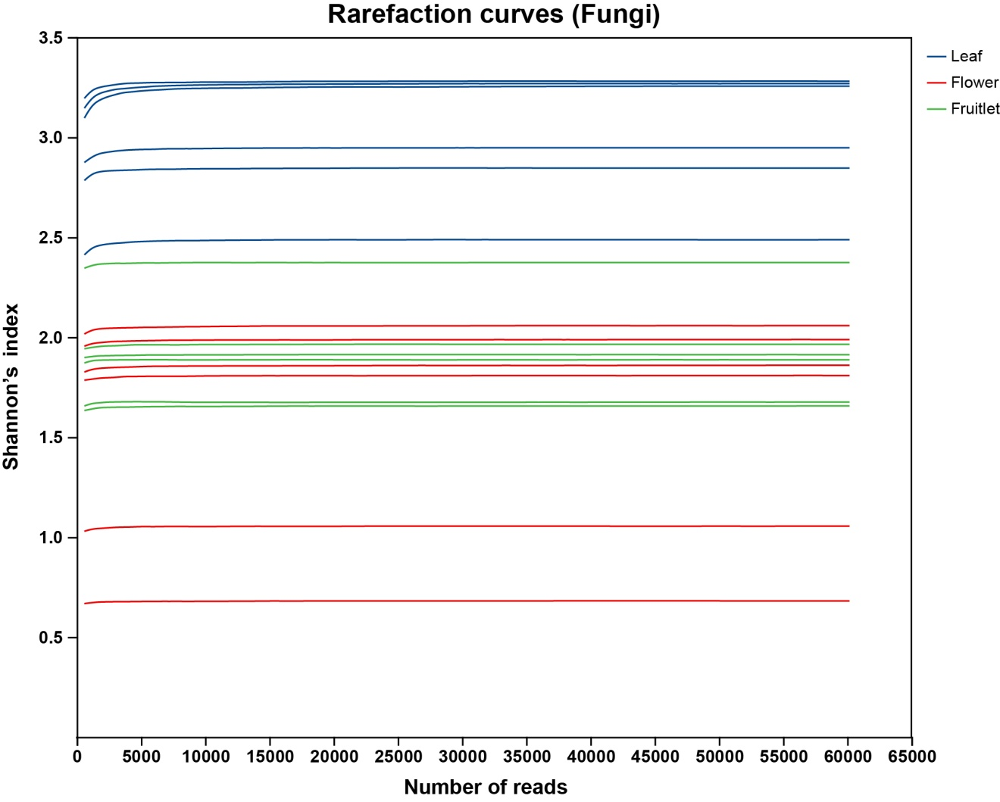 Rarefaction curves (Fungi)
3.5
3.0
2.5
2.0
1.5
1.0
0.5
Shannon's index
0 5000 10000 15000 20000 25000 30000 35000 40000 45000 50000 55000 60000 65000
Number of reads
Leaf
Flower
Fruitlet